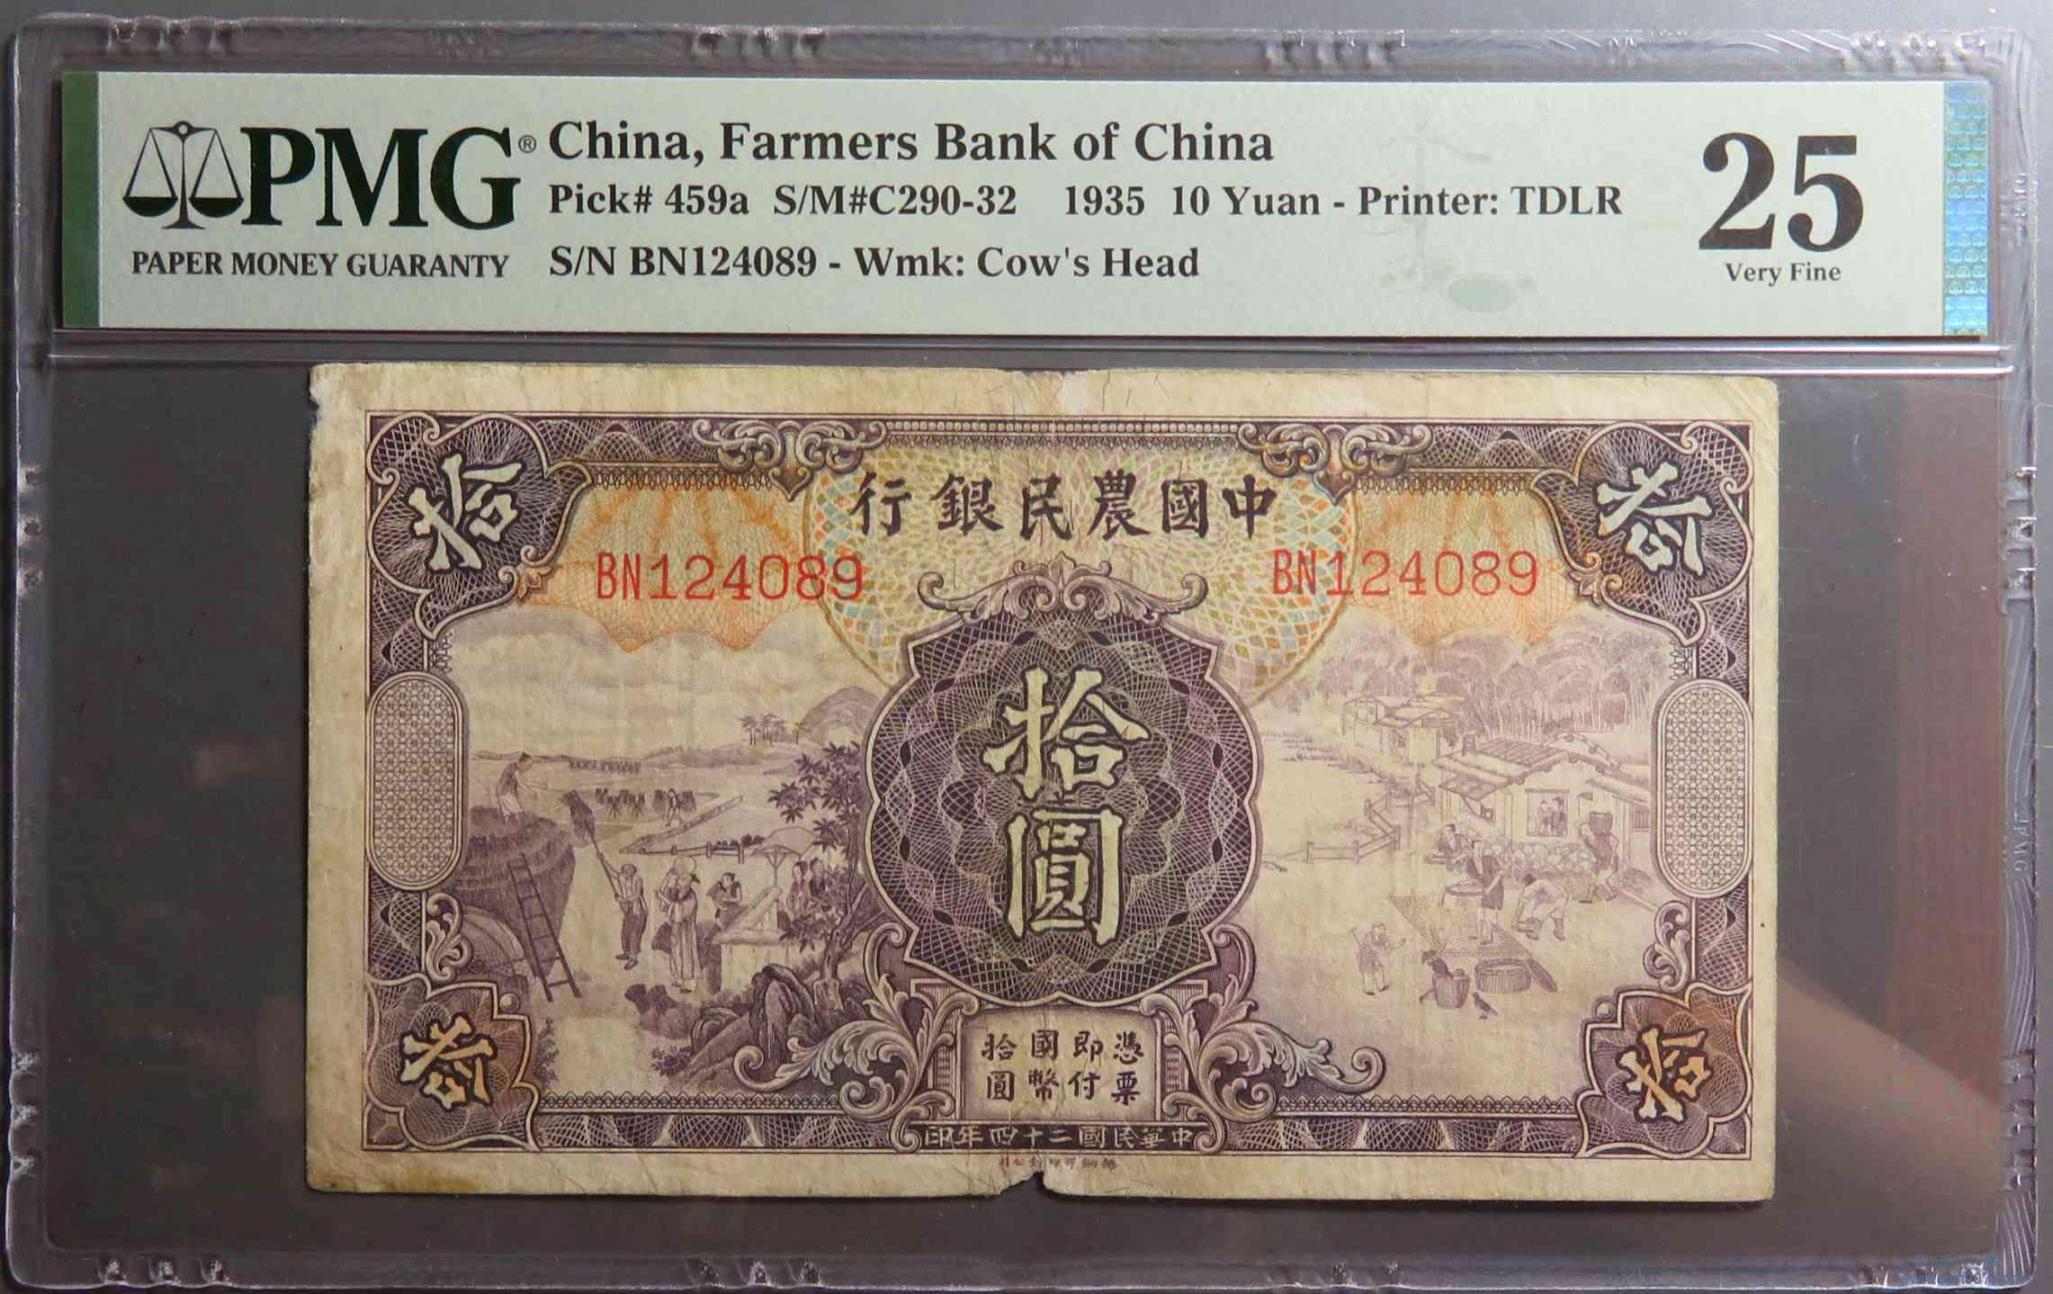 PMG® China, Farmers Bank of China
Pick# 459a S/M#C290-32 1935 10 Yuan - Printer: TDLR
PAPER MONEY GUARANTY S/N BN124089 - Wmk: Cow's Head
25
Very Fine
拾 拾
行銀民農國中
BN124089 BN124089
拾
圓
憑票
即付
國幣
拾圓
拾 拾
印年四十二國民華中